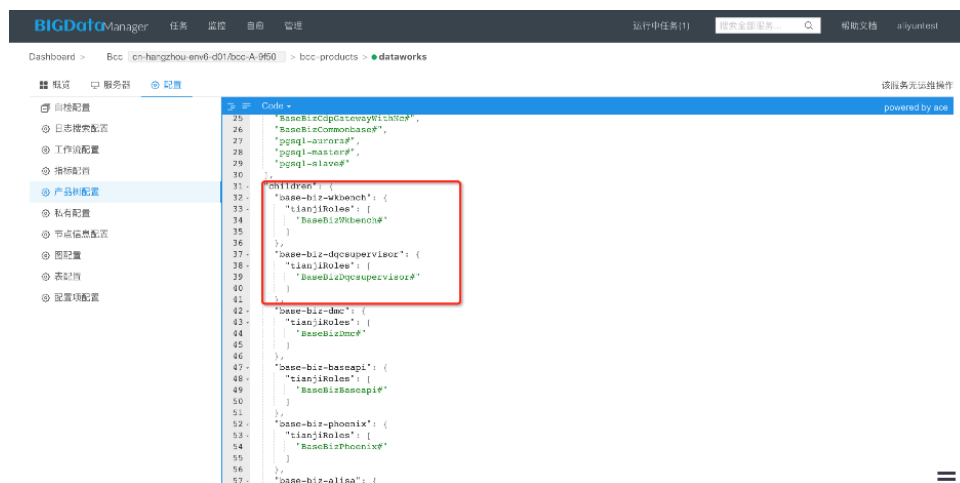 BIGDataManager 任务 监控 自愈 管理 运行中任务(1) 搜索全部服务... 帮助文档 aliyuntest
Dashboard > Bcc cn-hangzhou-env6-d01/bcc-A-9f50 > bcc-products > dataworks
概览 服务器 配置 该服务无运维操作
自检配置
日志搜索配置
工作流配置
指标配置
产品树配置
私有配置
节点信息配置
图配置
表配置
配置项配置
Code powered by ace
25 "BaseBizCdpGatewayWithNc#",
26 "BaseBizCommonbase#",
27 "pgsql-aurora#",
28 "pgsql-master#",
29 "pgsql-slave#"
30 ],
31 "children": {
32 "base-biz-wkbench": {
33 "tianjiRoles": [
34 "BaseBizWkbench#"
35 ]
36 },
37 "base-biz-dqcsupervisor": {
38 "tianjiRoles": [
39 "BaseBizDqcsupervisor#"
40 ]
41 },
42 "base-biz-dmc": {
43 "tianjiRoles": [
44 "BaseBizDmc#"
45 ]
46 },
47 "base-biz-baseapi": {
48 "tianjiRoles": [
49 "BaseBizBaseapi#"
50 ]
51 },
52 "base-biz-phoenix": {
53 "tianjiRoles": [
54 "BaseBizPhoenix#"
55 ]
56 },
57 "base-biz-alisa": {